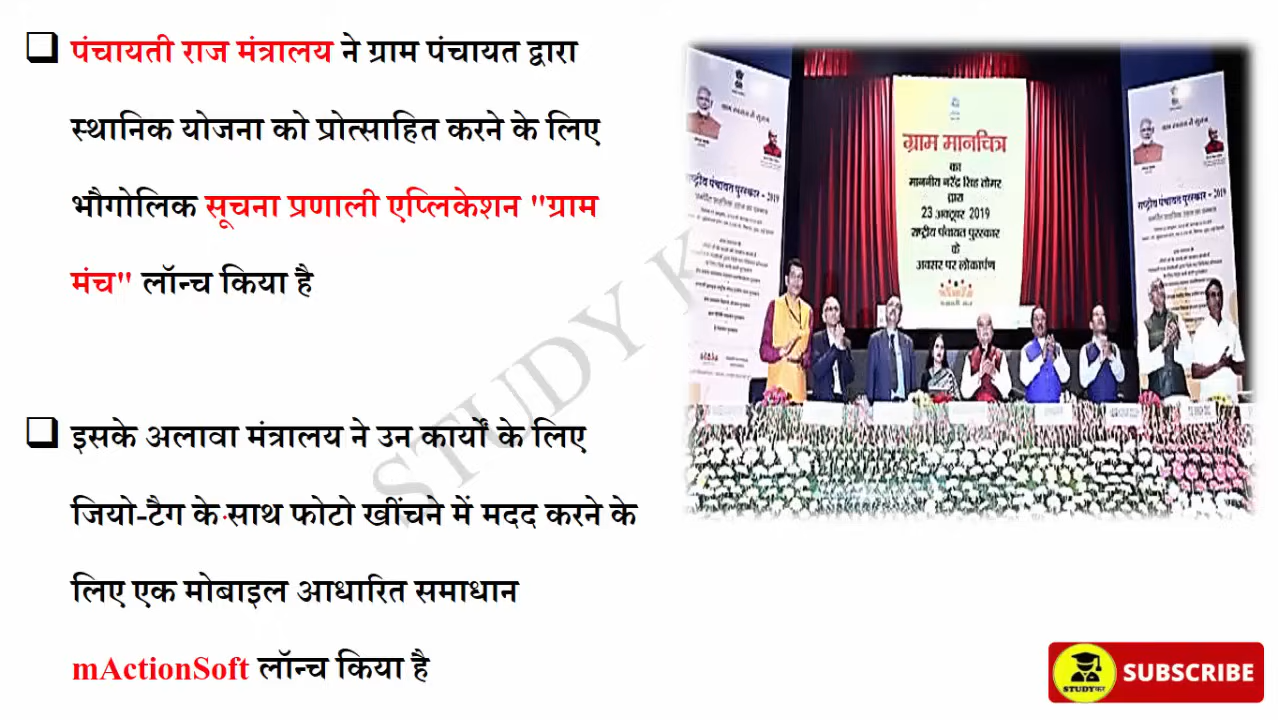 पंचायती राज मंत्रालय ने ग्राम पंचायत द्वारा
स्थानिक योजना को प्रोत्साहित करने के लिए
भौगोलिक सूचना प्रणाली एप्लिकेशन "ग्राम
मंच" लॉन्च किया है
इसके अलावा मंत्रालय ने उन कार्यों के लिए
जियो-टैग के साथ फोटो खींचने में मदद करने के
लिए एक मोबाइल आधारित समाधान
mActionSoft लॉन्च किया है
ग्राम मानचित्र
का
माननीय नरेंद्र सिंह तोमर
द्वारा
23 अक्टूबर 2019
राष्ट्रीय पंचायत पुरस्कार
के
अवसर पर लोकार्पण
राष्ट्रीय पंचायत पुरस्कार - 2019
राष्ट्रीय पंचायत पुरस्कार - 2019
STUDY K
STUDYकर
SUBSCRIBE